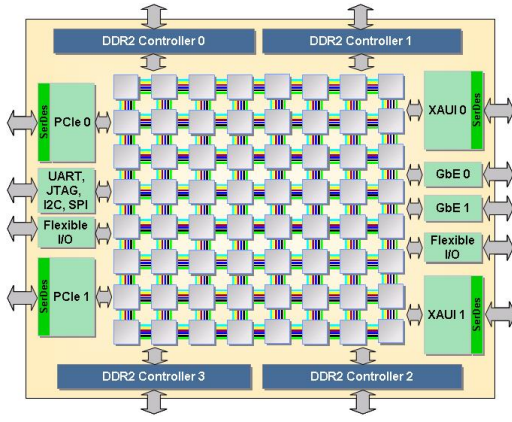 DDR2 Controller 0
DDR2 Controller 1
SerDes
PCIe 0
XAUI 0
SerDes
UART,
JTAG,
I2C, SPI
GbE 0
GbE 1
Flexible
I/O
Flexible
I/O
SerDes
PCIe 1
XAUI 1
SerDes
DDR2 Controller 3
DDR2 Controller 2